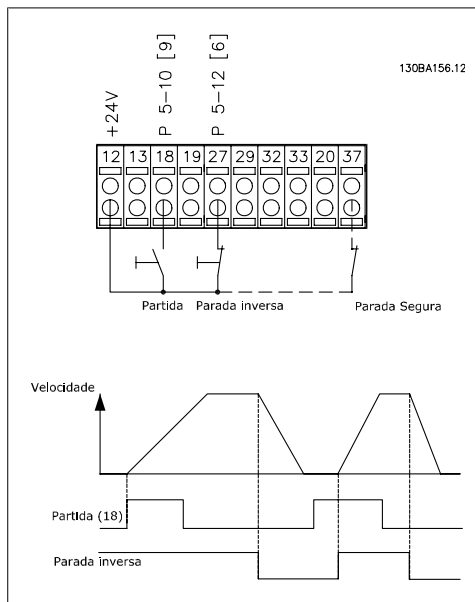 130BA156.12
+24V
P 5-10 [9]
P 5-12 [6]
12 13 18 19 27 29 32 33 20 37
Partida Parada inversa Parada Segura
Velocidade
Partida (18)
Parada inversa